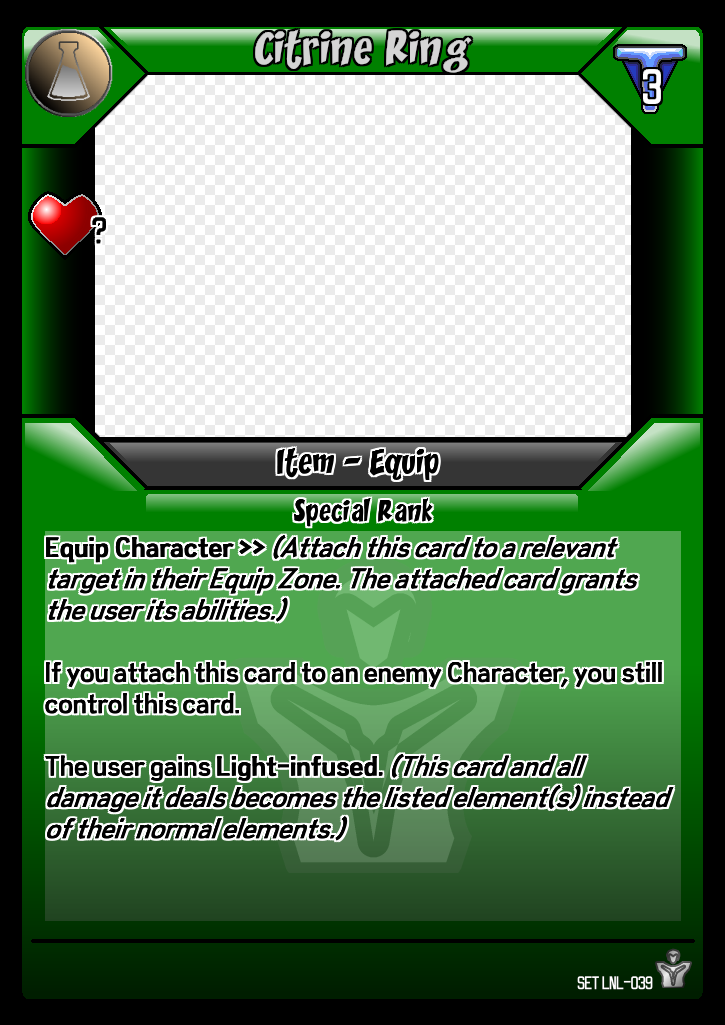 Citrine Ring
3
?
Item - Equip
Special Rank
Equip Character >> (Attach this card to a relevant
target in their Equip Zone. The attached card grants
the user its abilities.)
If you attach this card to an enemy Character, you still
control this card.
The user gains Light-infused. (This card and all
damage it deals becomes the listed element(s) instead
of their normal elements.)
SET LNL-039